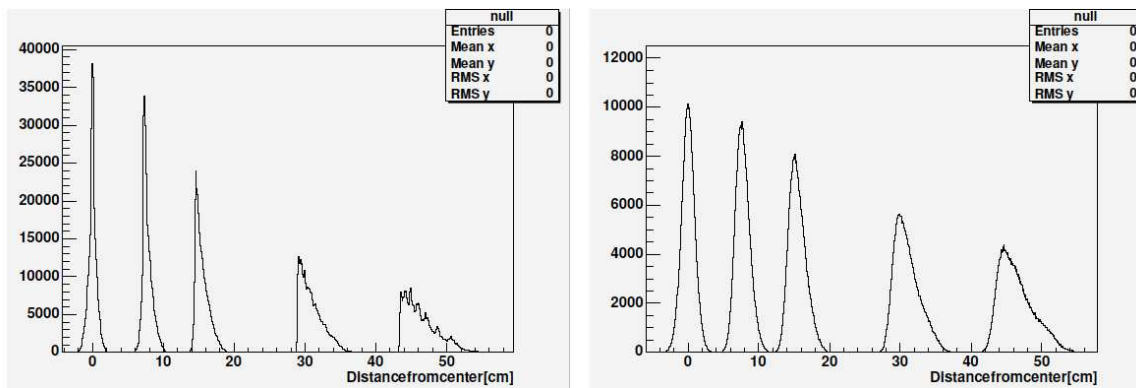 null
Entries 0
Mean x 0
Mean y 0
RMS x 0
RMS y 0
40000
35000
30000
25000
20000
15000
10000
5000
0
0 10 20 30 40 50
Distancefromcenter[cm]
null
Entries 0
Mean x 0
Mean y 0
RMS x 0
RMS y 0
12000
10000
8000
6000
4000
2000
0
0 10 20 30 40 50
Distancefromcenter[cm]